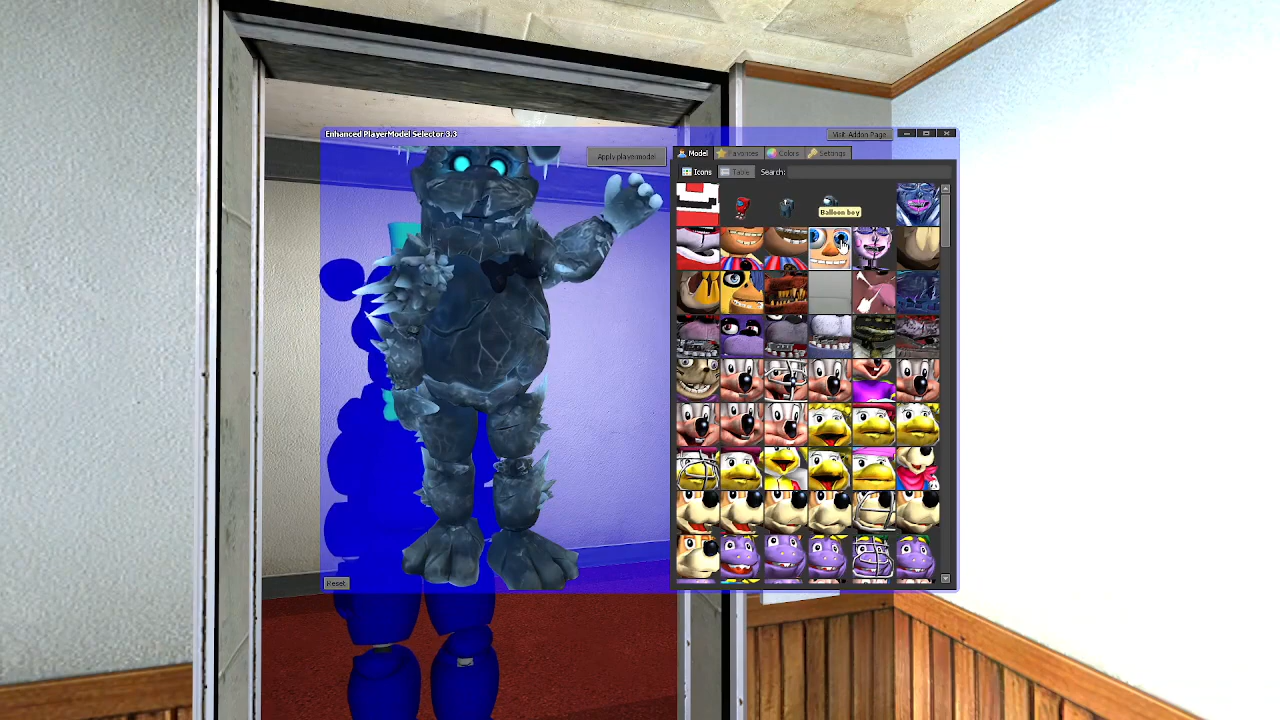 Enhanced PlayerModel Selector 3.3
Visit Addon Page
Apply playermodel
Model
Favorites
Colors
Settings
Icons
Table
Search:
Balloon boy
Reset